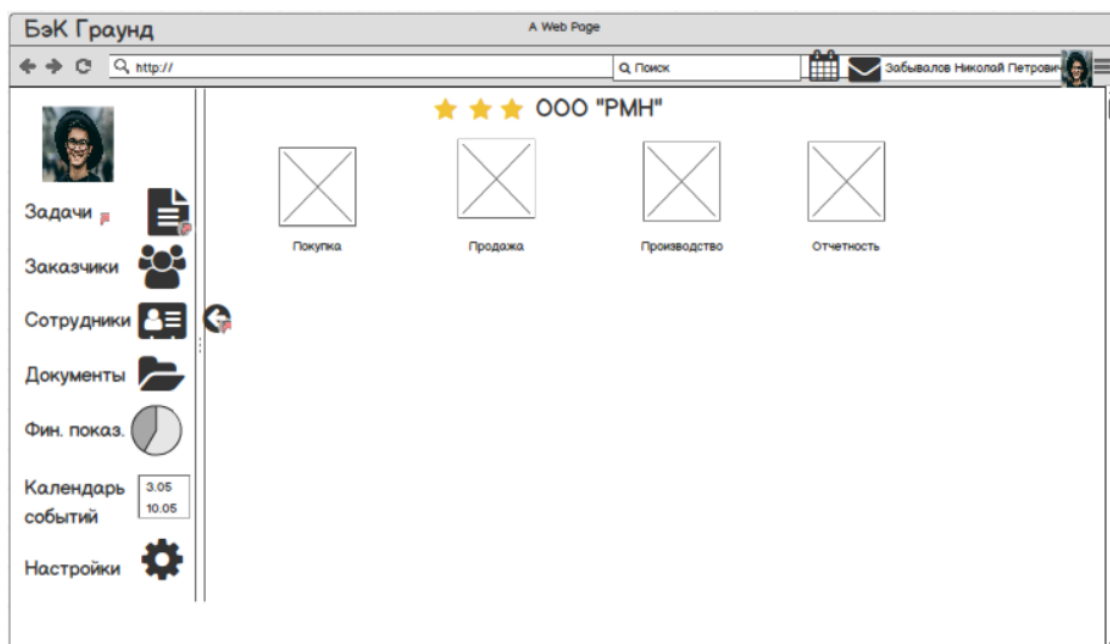 БэК Граунд
A Web Page
http://
Поиск
Забывалов Николай Петрович
ООО "РМН"
Покупка
Продажа
Производство
Отчетность
Задачи
Заказчики
Сотрудники
Документы
Фин. показ.
Календарь
событий
3.05
10.05
Настройки